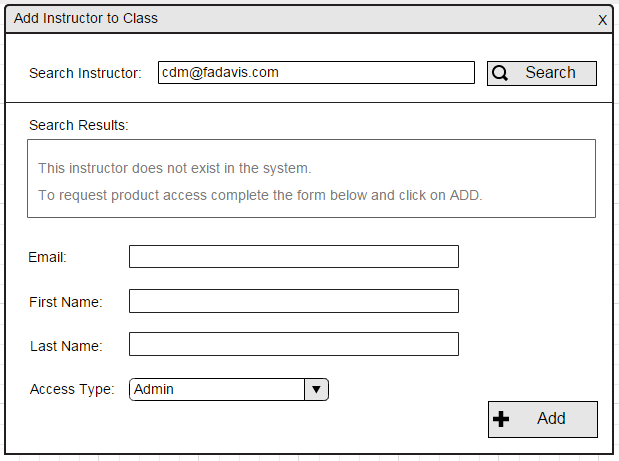 Add Instructor to Class X
Search Instructor: cdm@fadavis.com Search
Search Results:
This instructor does not exist in the system.
To request product access complete the form below and click on ADD.
Email:
First Name:
Last Name:
Access Type: Admin
Add